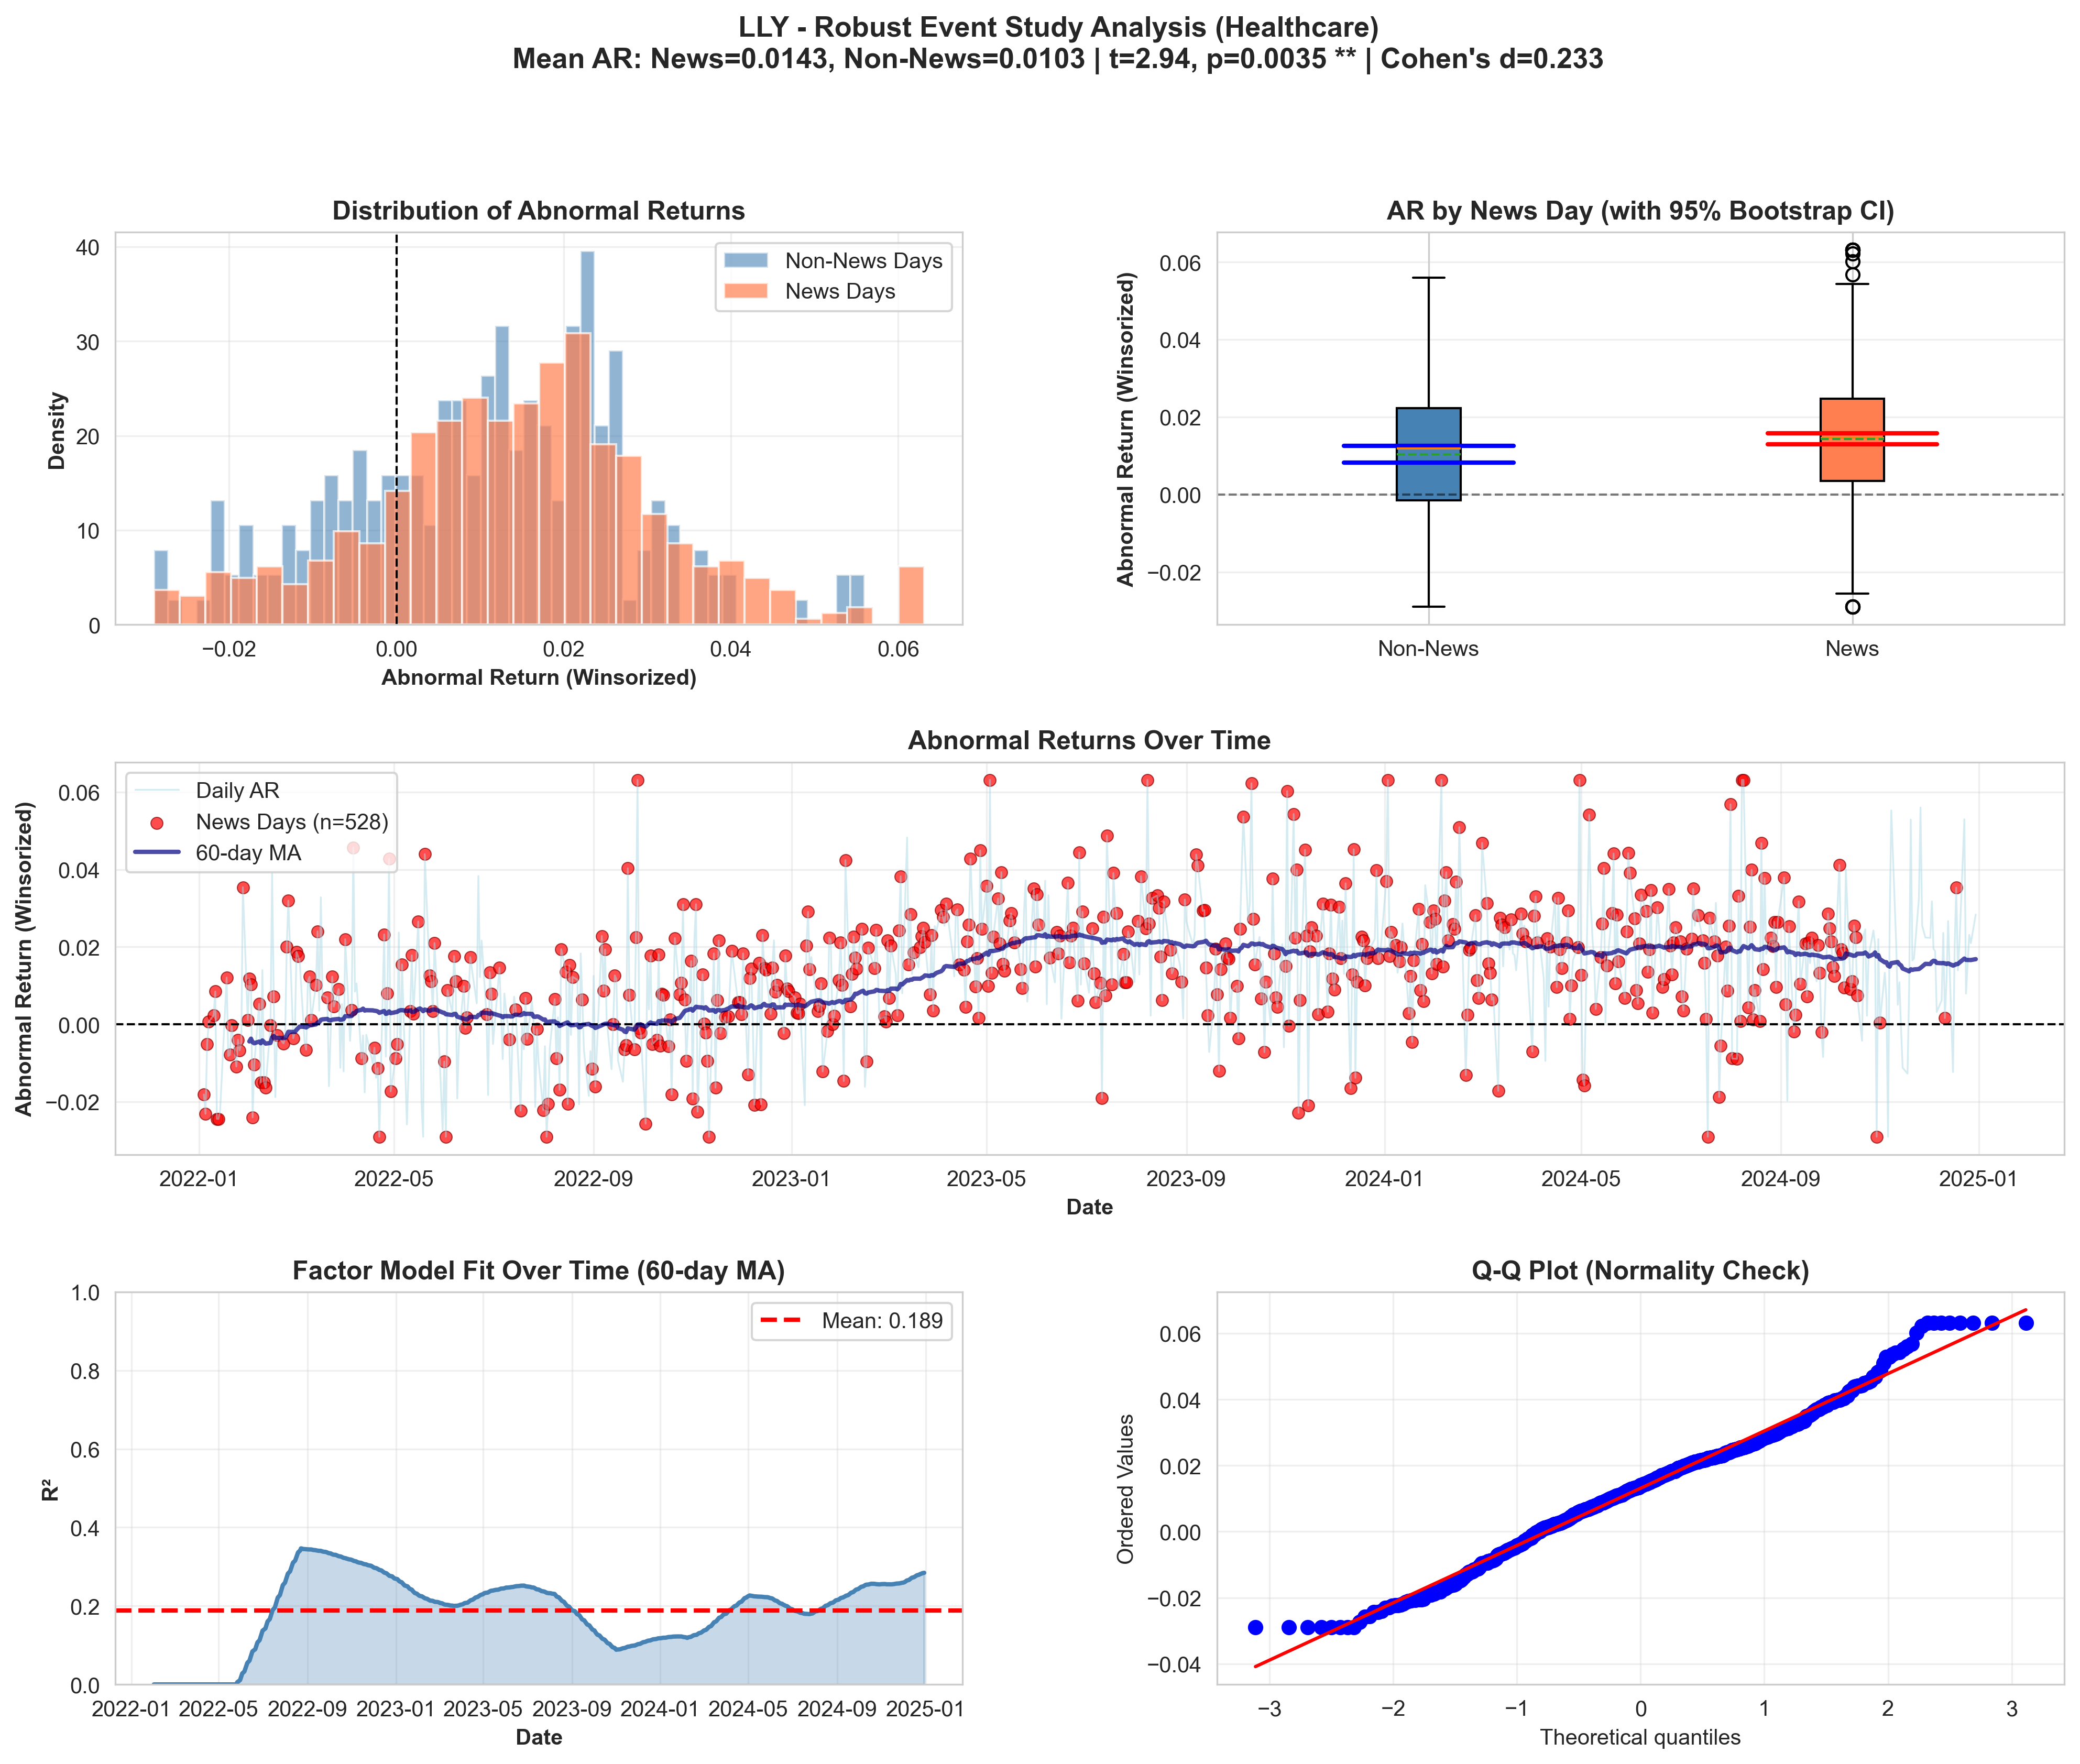 LLY - Robust Event Study Analysis (Healthcare)
Mean AR: News=0.0143, Non-News=0.0103 | t=2.94, p=0.0035 ** | Cohen's d=0.233
Distribution of Abnormal Returns
Density
40
30
20
10
0
Non-News Days
News Days
−0.02
0.00
0.02
0.04
0.06
Abnormal Return (Winsorized)
AR by News Day (with 95% Bootstrap CI)
Abnormal Return (Winsorized)
0.06
0.04
0.02
0.00
−0.02
Non-News
News
Abnormal Returns Over Time
Abnormal Return (Winsorized)
0.06
0.04
0.02
0.00
−0.02
Daily AR
News Days (n=528)
60-day MA
2022-01
2022-05
2022-09
2023-01
2023-05
2023-09
2024-01
2024-05
2024-09
2025-01
Date
Factor Model Fit Over Time (60-day MA)
R²
1.0
0.8
0.6
0.4
0.2
0.0
Mean: 0.189
2022-01
2022-05
2022-09
2023-01
2023-05
2023-09
2024-01
2024-05
2024-09
2025-01
Date
Q-Q Plot (Normality Check)
Ordered Values
0.06
0.04
0.02
0.00
−0.02
−0.04
−3
−2
−1
0
1
2
3
Theoretical quantiles